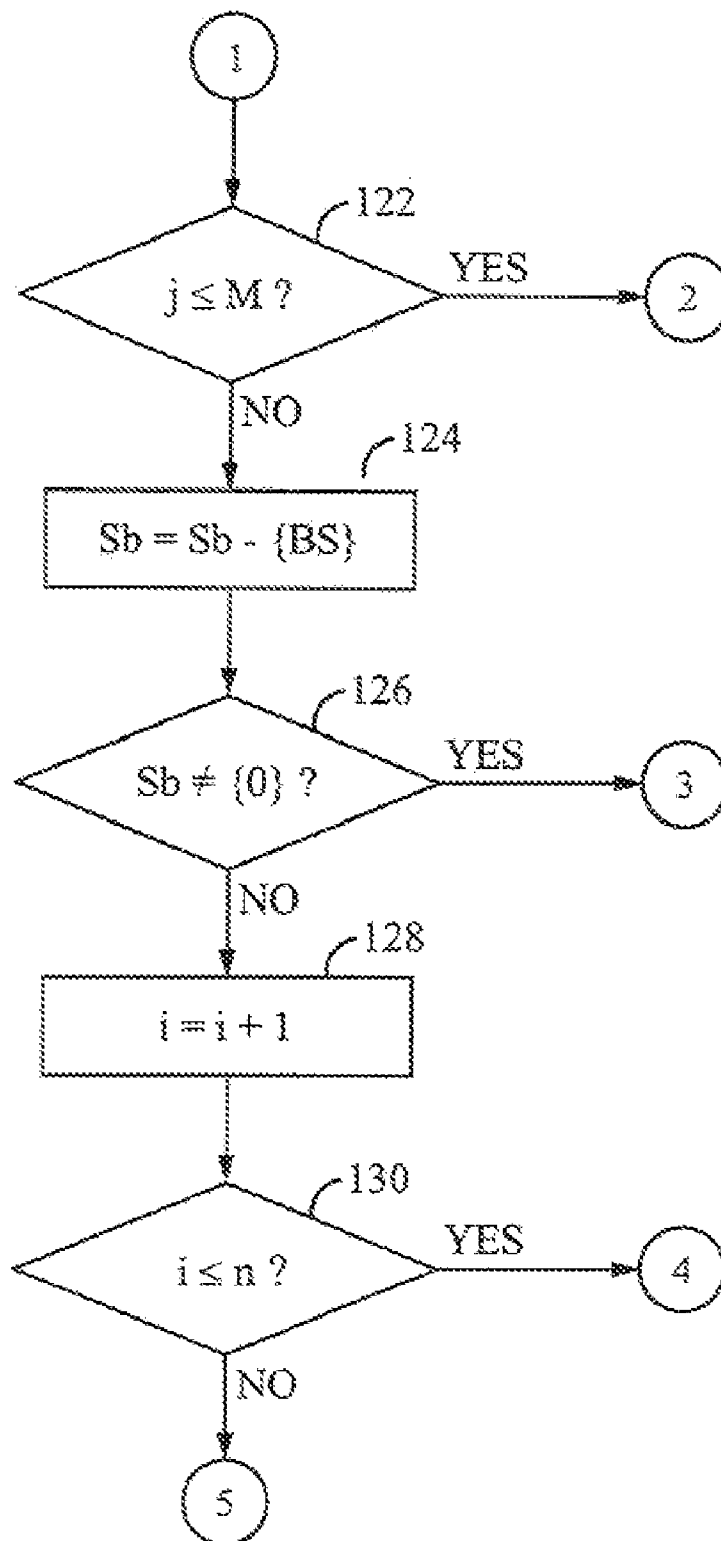 1
122
j ≤ M ?
YES
2
NO
124
Sb = Sb - {BS}
126
Sb ≠ {0} ?
YES
3
NO
128
i = i + 1
130
i ≤ n ?
YES
4
NO
5